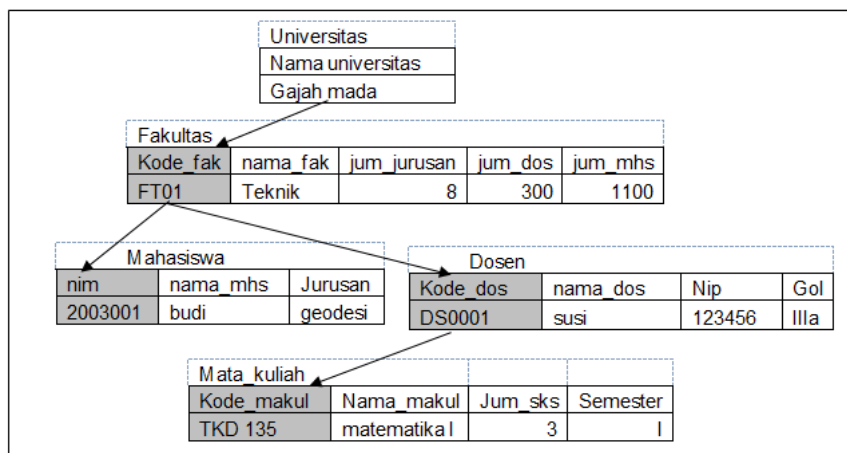 Universitas
Nama universitas
Gajah mada
Fakultas
Kode_fak nama_fak jum_jurusan jum_dos jum_mhs
FT01 Teknik 8 300 1100
Mahasiswa
nim nama_mhs Jurusan
2003001 budi geodesi
Dosen
Kode_dos nama_dos Nip Gol
DS0001 susi 123456 IIIa
Mata_kuliah
Kode_makul Nama_makul Jum_sks Semester
TKD 135 matematika I 3 I